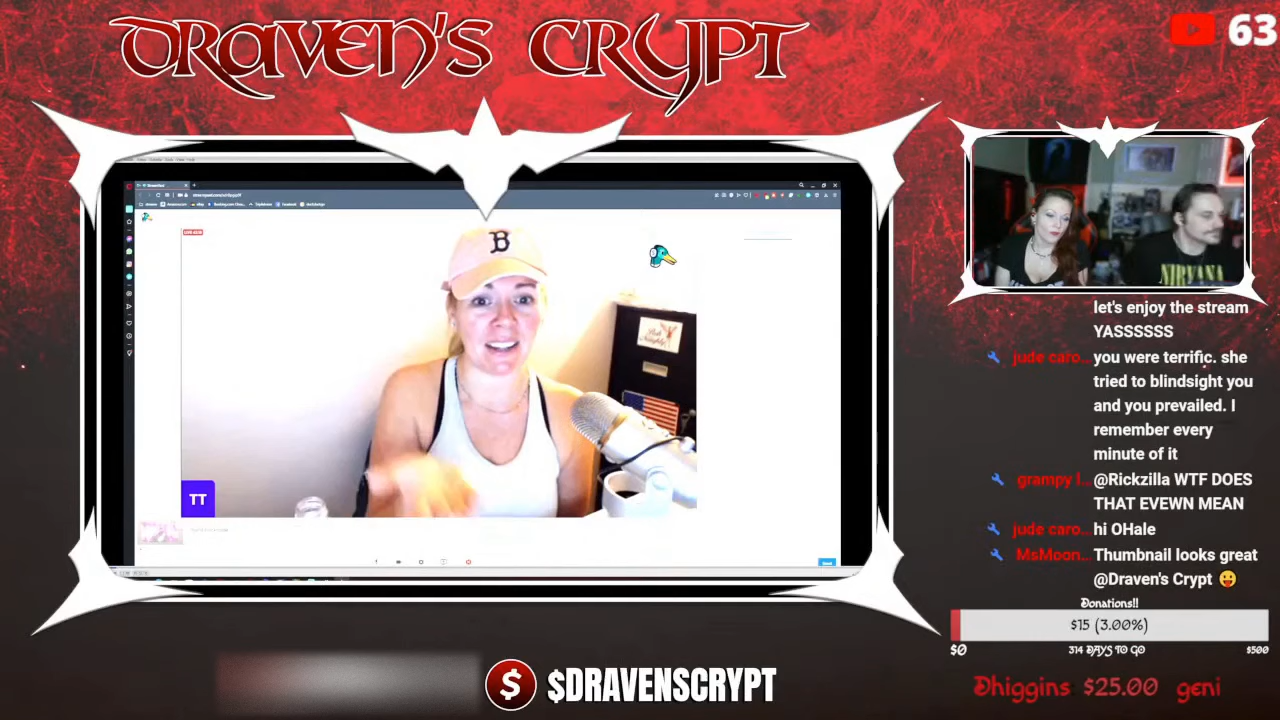 DRAVEN'S CRYPT
63
B
TT
NIRVANA
let's enjoy the stream
YASSSSSS
jude caro... you were terrific. she
tried to blindsight you
and you prevailed. I
remember every
minute of it
grampy l... @Rickzilla WTF DOES
THAT EVEWN MEAN
jude caro... hi OHale
MsMoon... Thumbnail looks great
@Draven's Crypt 😛
Donations!!
$15 (3.00%)
$0 314 DAYS TO GO $500
$ $DRAVENSCRYPT
Dhiggins $25.00 geni